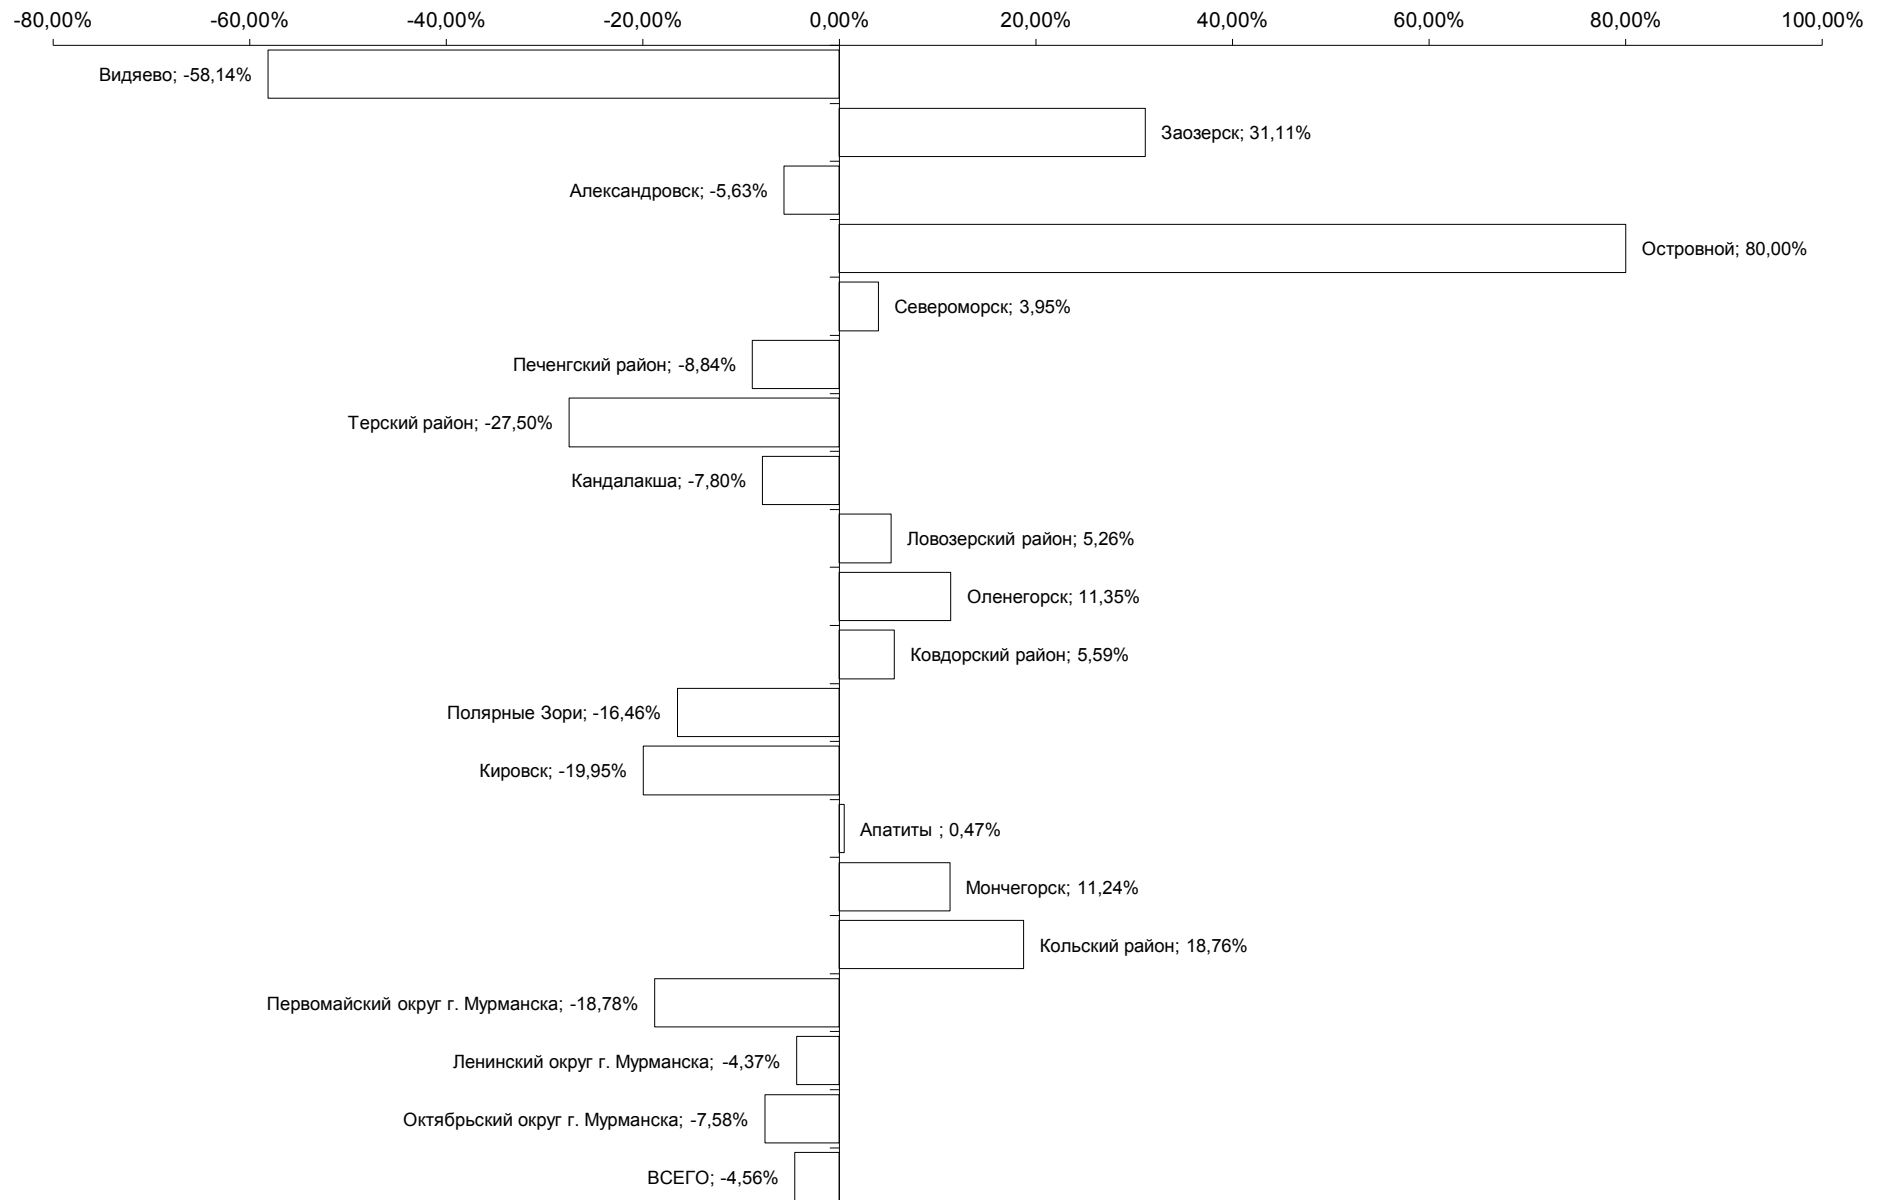 -80,00% -60,00% -40,00% -20,00% 0,00% 20,00% 40,00% 60,00% 80,00% 100,00%
Видяево; -58,14%
Заозерск; 31,11%
Александровск; -5,63%
Островной; 80,00%
Североморск; 3,95%
Печенгский район; -8,84%
Терский район; -27,50%
Кандалакша; -7,80%
Ловозерский район; 5,26%
Оленегорск; 11,35%
Ковдорский район; 5,59%
Полярные Зори; -16,46%
Кировск; -19,95%
Апатиты ; 0,47%
Мончегорск; 11,24%
Кольский район; 18,76%
Первомайский округ г. Мурманска; -18,78%
Ленинский округ г. Мурманска; -4,37%
Октябрьский округ г. Мурманска; -7,58%
ВСЕГО; -4,56%